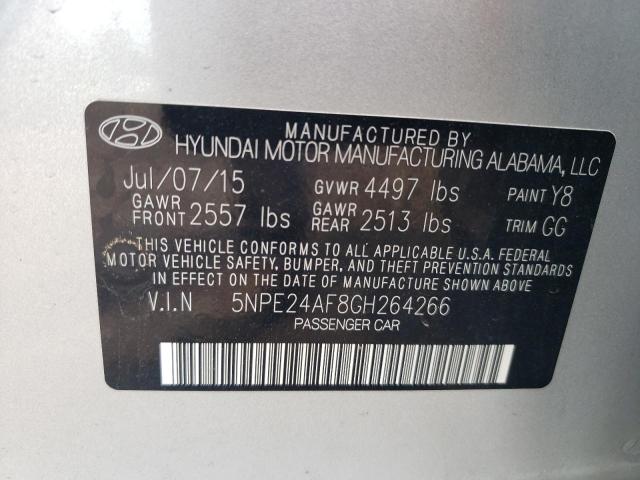 MANUFACTURED BY
HYUNDAI MOTOR MANUFACTURING ALABAMA, LLC
Jul/07/15 GVWR 4497 lbs PAINT Y8
GAWR FRONT 2557 lbs GAWR REAR 2513 lbs TRIM GG
THIS VEHICLE CONFORMS TO ALL APPLICABLE U.S.A. FEDERAL
MOTOR VEHICLE SAFETY, BUMPER, AND THEFT PREVENTION STANDARDS
IN EFFECT ON THE DATE OF MANUFACTURE SHOWN ABOVE.
V.I.N 5NPE24AF8GH264266
PASSENGER CAR